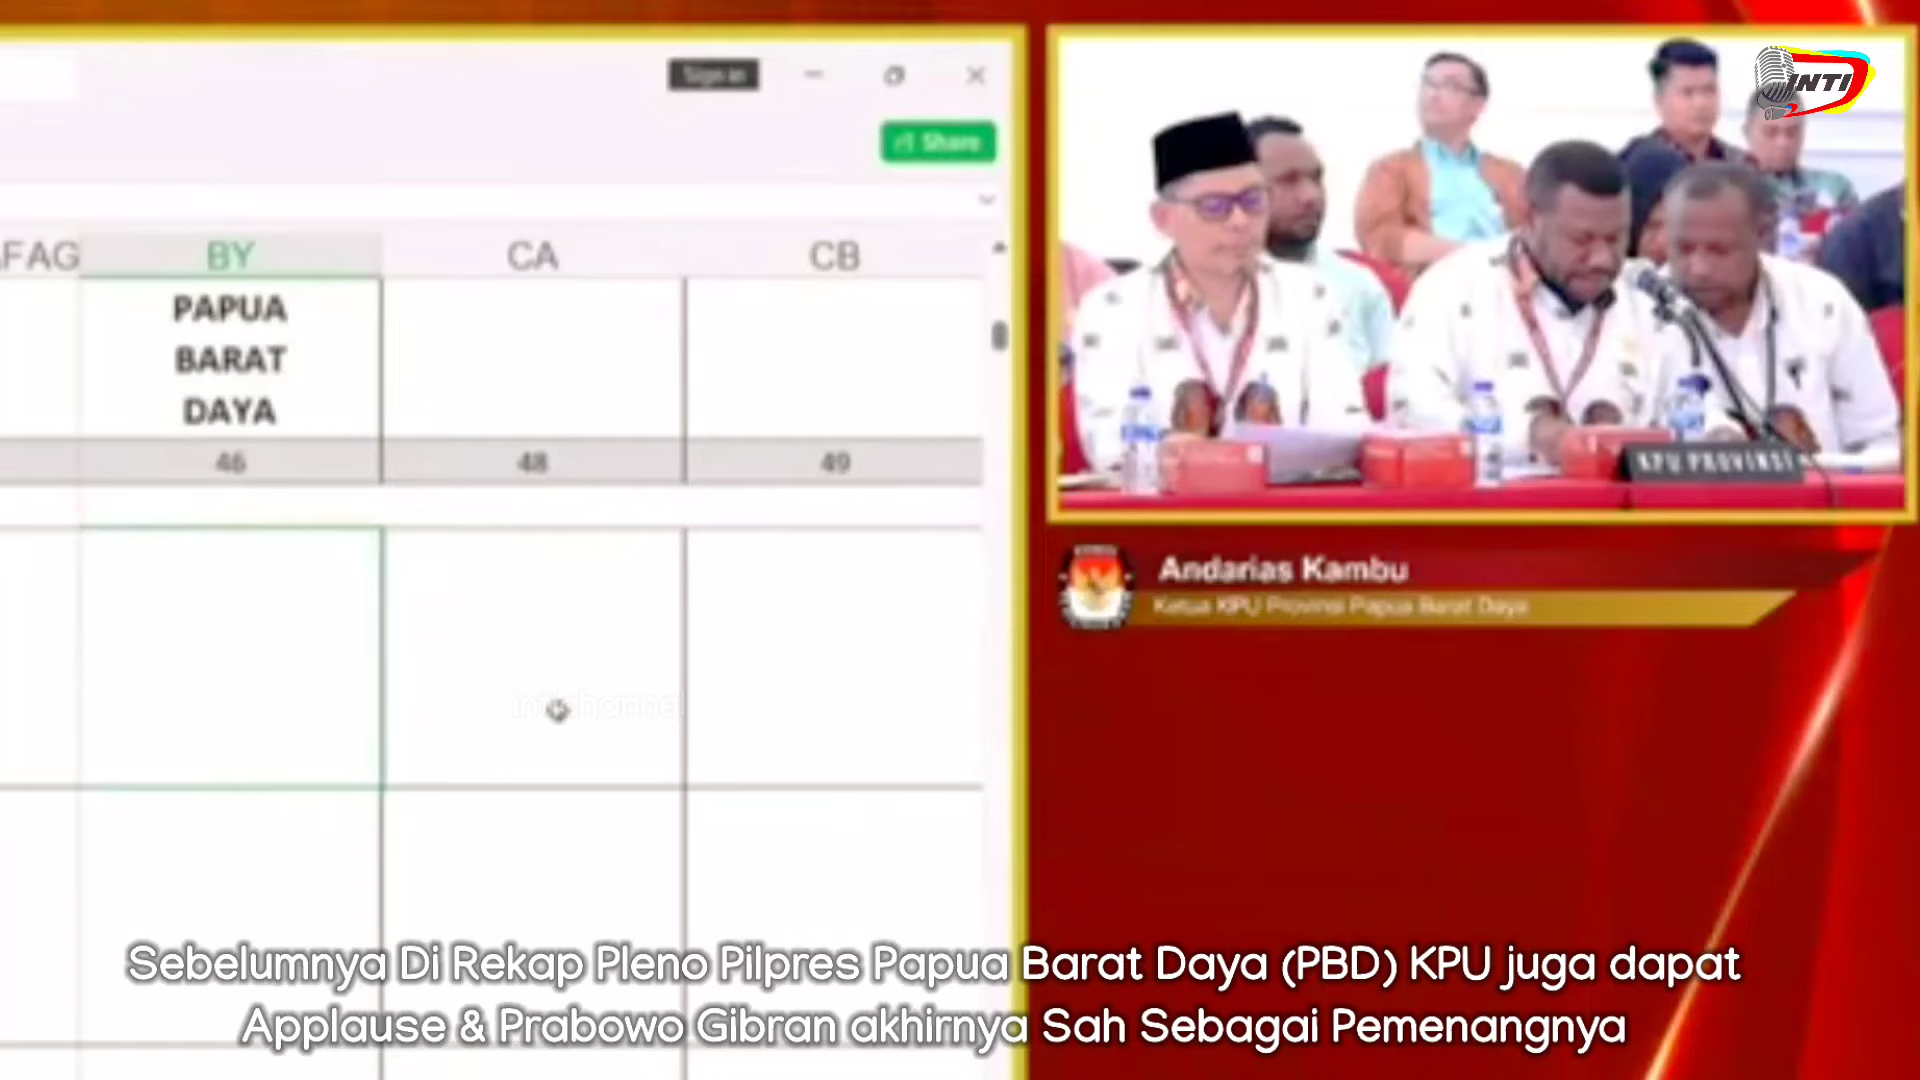 Sign in
Share
FAG BY CA CB
PAPUA
BARAT
DAYA
46 48 49
INTI
KPU PROVINSI
Andarias Kambu
Ketua KPU Provinsi Papua Barat Daya
Sebelumnya Di Rekap Pleno Pilpres Papua Barat Daya (PBD) KPU juga dapat
Applause & Prabowo Gibran akhirnya Sah Sebagai Pemenangnya